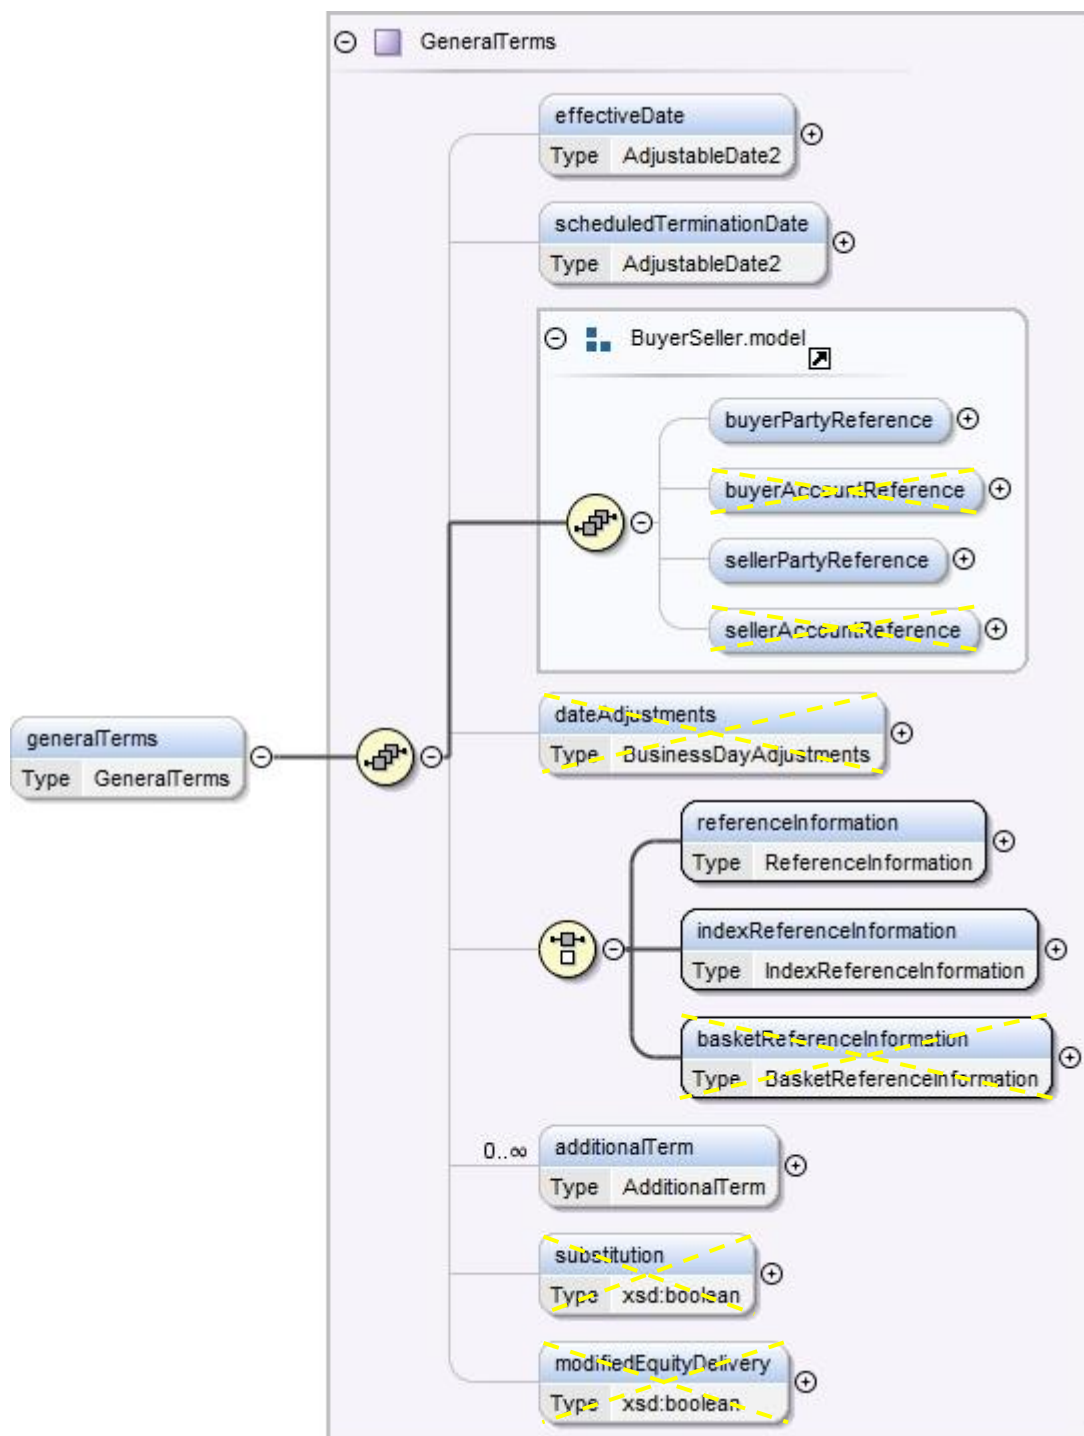 GeneralTerms
effectiveDate
Type AdjustableDate2
scheduledTerminationDate
Type AdjustableDate2
BuyerSeller.model
buyerPartyReference
buyerAccountReference
sellerPartyReference
sellerAccountReference
dateAdjustments
Type BusinessDayAdjustments
generalTerms
Type GeneralTerms
referenceInformation
Type ReferenceInformation
indexReferenceInformation
Type IndexReferenceInformation
basketReferenceInformation
Type BasketReferenceInformation
0..∞
additionalTerm
Type AdditionalTerm
substitution
Type xsd:boolean
modifiedEquityDelivery
Type xsd:boolean